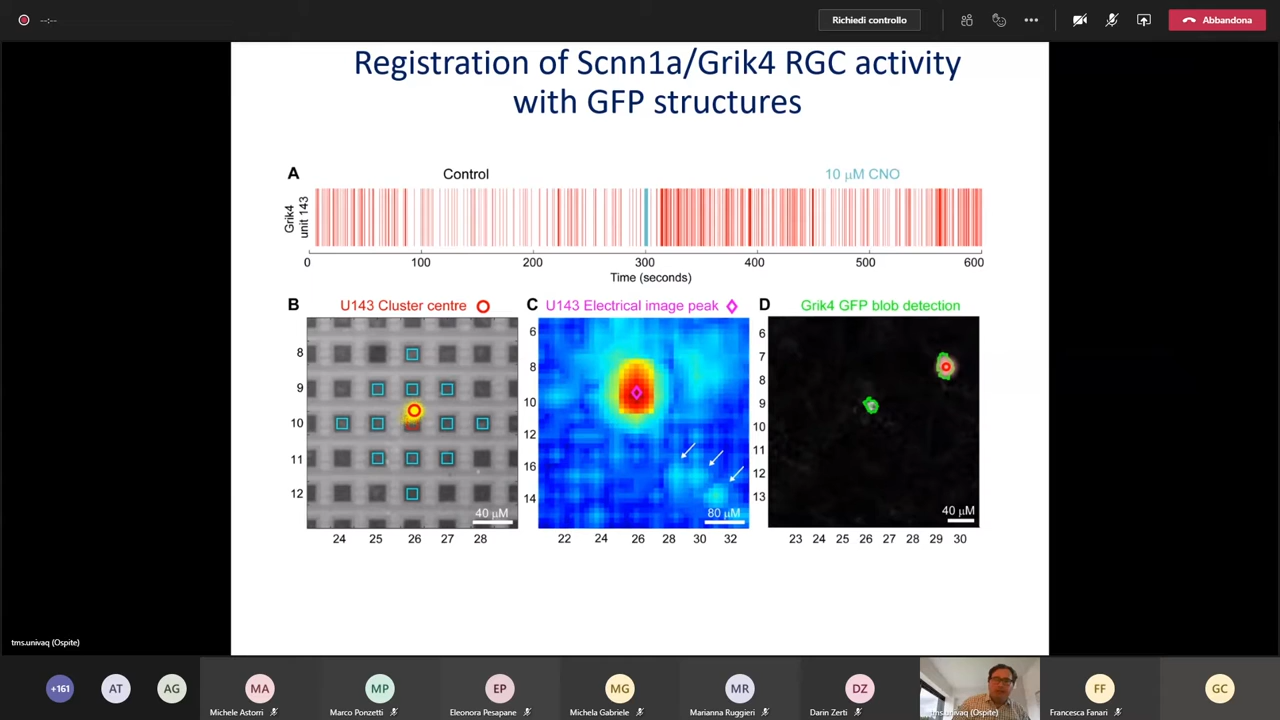 --:--
Richiedi controllo
Abbandona
Registration of Scnn1a/Grik4 RGC activity
with GFP structures
A
Control
10 µM CNO
Grik4
unit 143
0 100 200 300 400 500 600
Time (seconds)
B U143 Cluster centre
8
9
10
11
12
40 µM
24 25 26 27 28
C U143 Electrical image peak
6
8
10
12
16
14
80 µM
22 24 26 28 30 32
D Grik4 GFP blob detection
6
7
8
9
10
11
12
13
40 µM
23 24 25 26 27 28 29 30
tms.univaq (Ospite)
+161
AT
AG
MA
Michele Astorri
MP
Marco Ponzetti
EP
Eleonora Pesapane
MG
Michela Gabriele
MR
Marianna Ruggieri
DZ
Darin Zerti
tms.univaq (Ospite)
FF
Francesca Fanari
GC